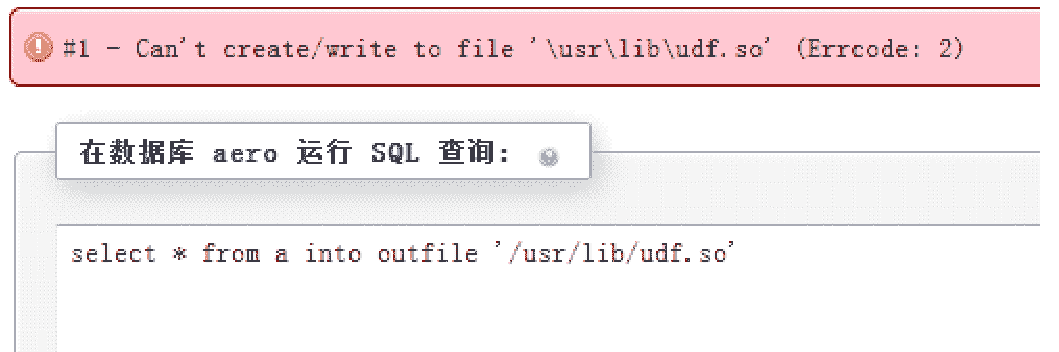 #1 - Can't create/write to file '\usr\lib\udf.so' (Errcode: 2)
在数据库 aero 运行 SQL 查询:
select * from a into outfile '/usr/lib/udf.so'